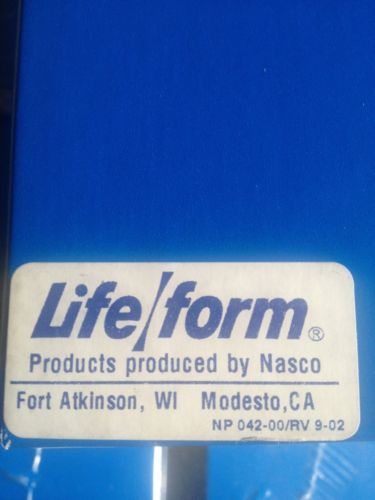 Life/form®
Products produced by Nasco
Fort Atkinson, WI Modesto,CA
NP 042-00/RV 9-02